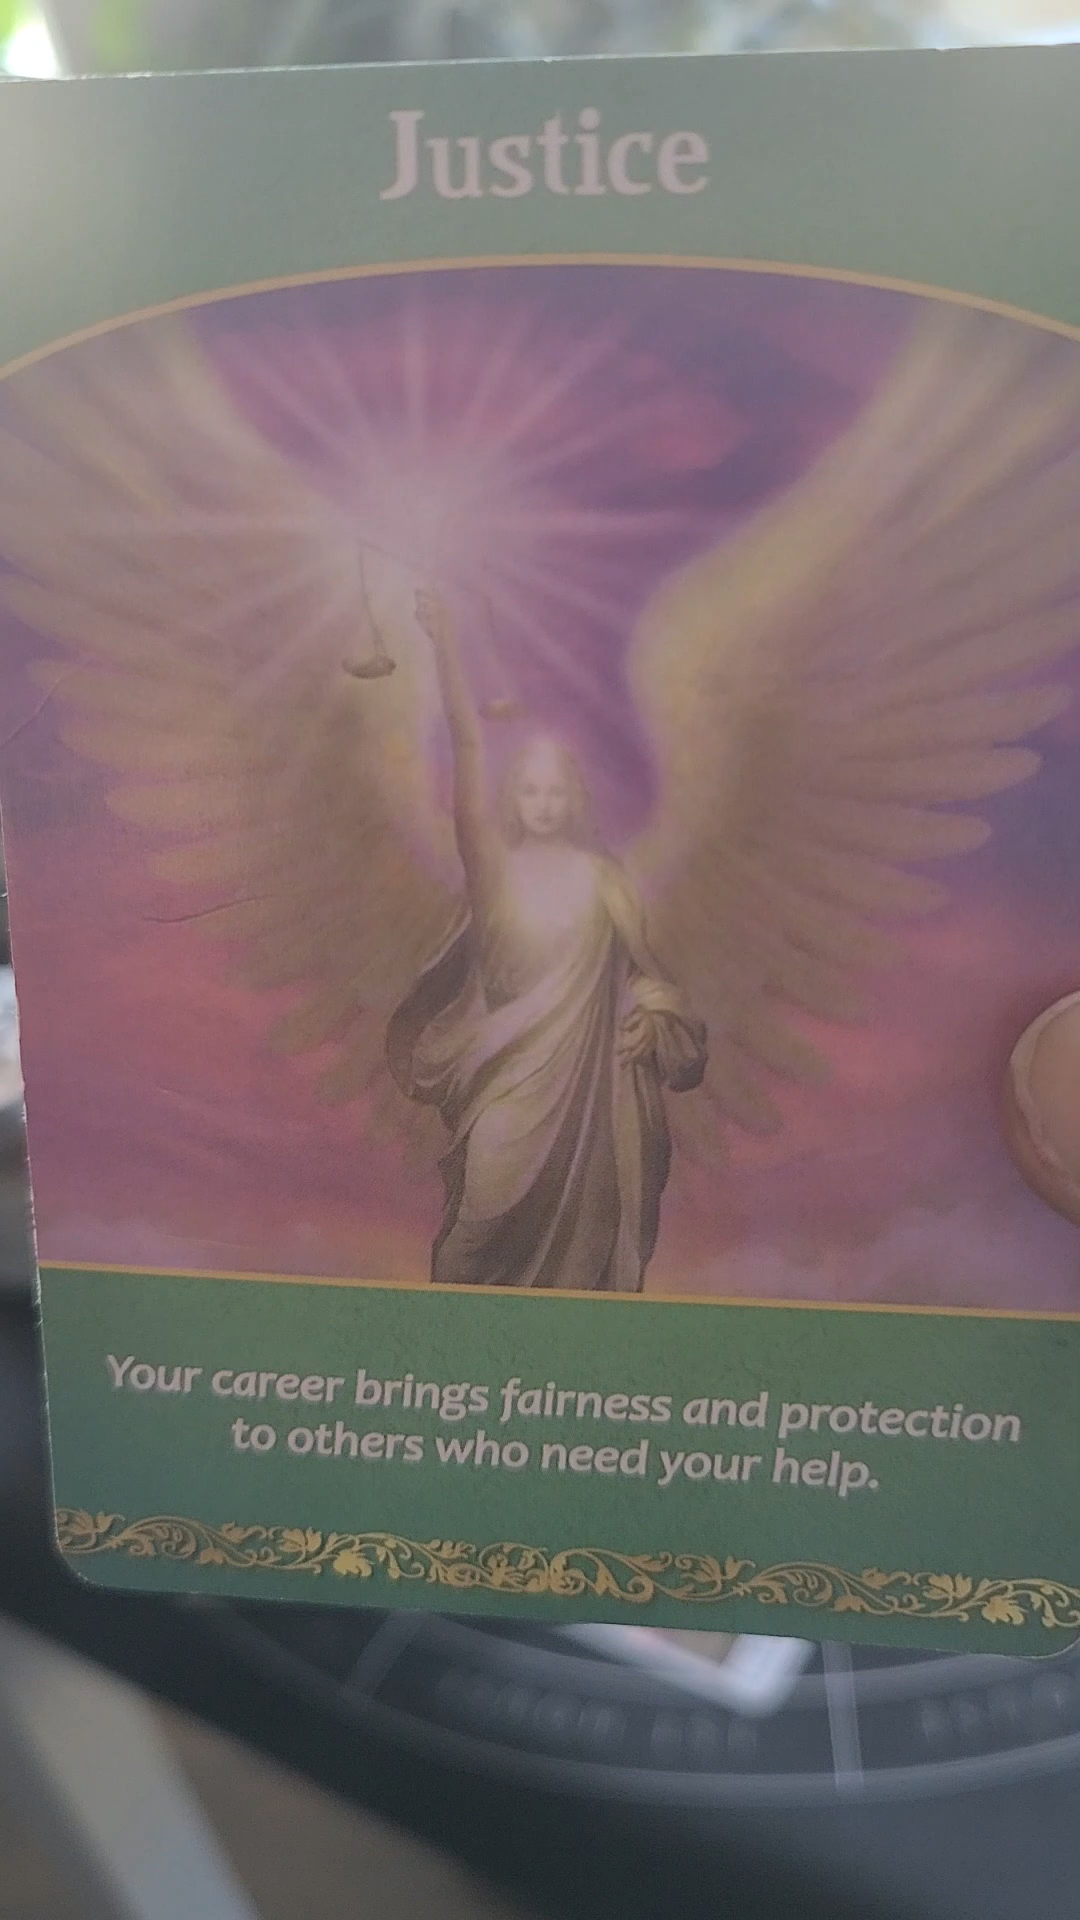 Justice
Your career brings fairness and protection
to others who need your help.